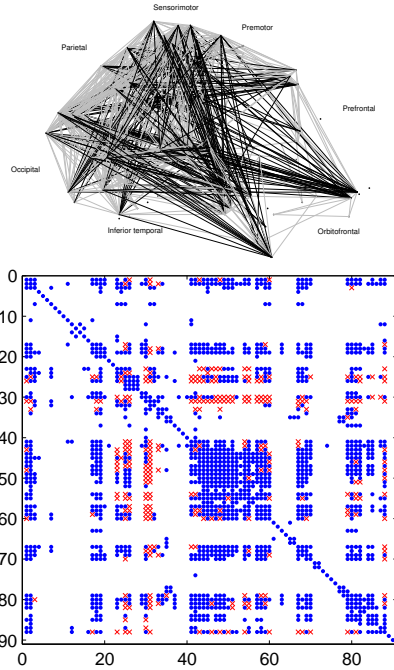 Sensorimotor
Premotor
Parietal
Prefrontal
Occipital
Inferior temporal
Orbitofrontal
0
10
20
30
40
50
60
70
80
90
0 20 40 60 80